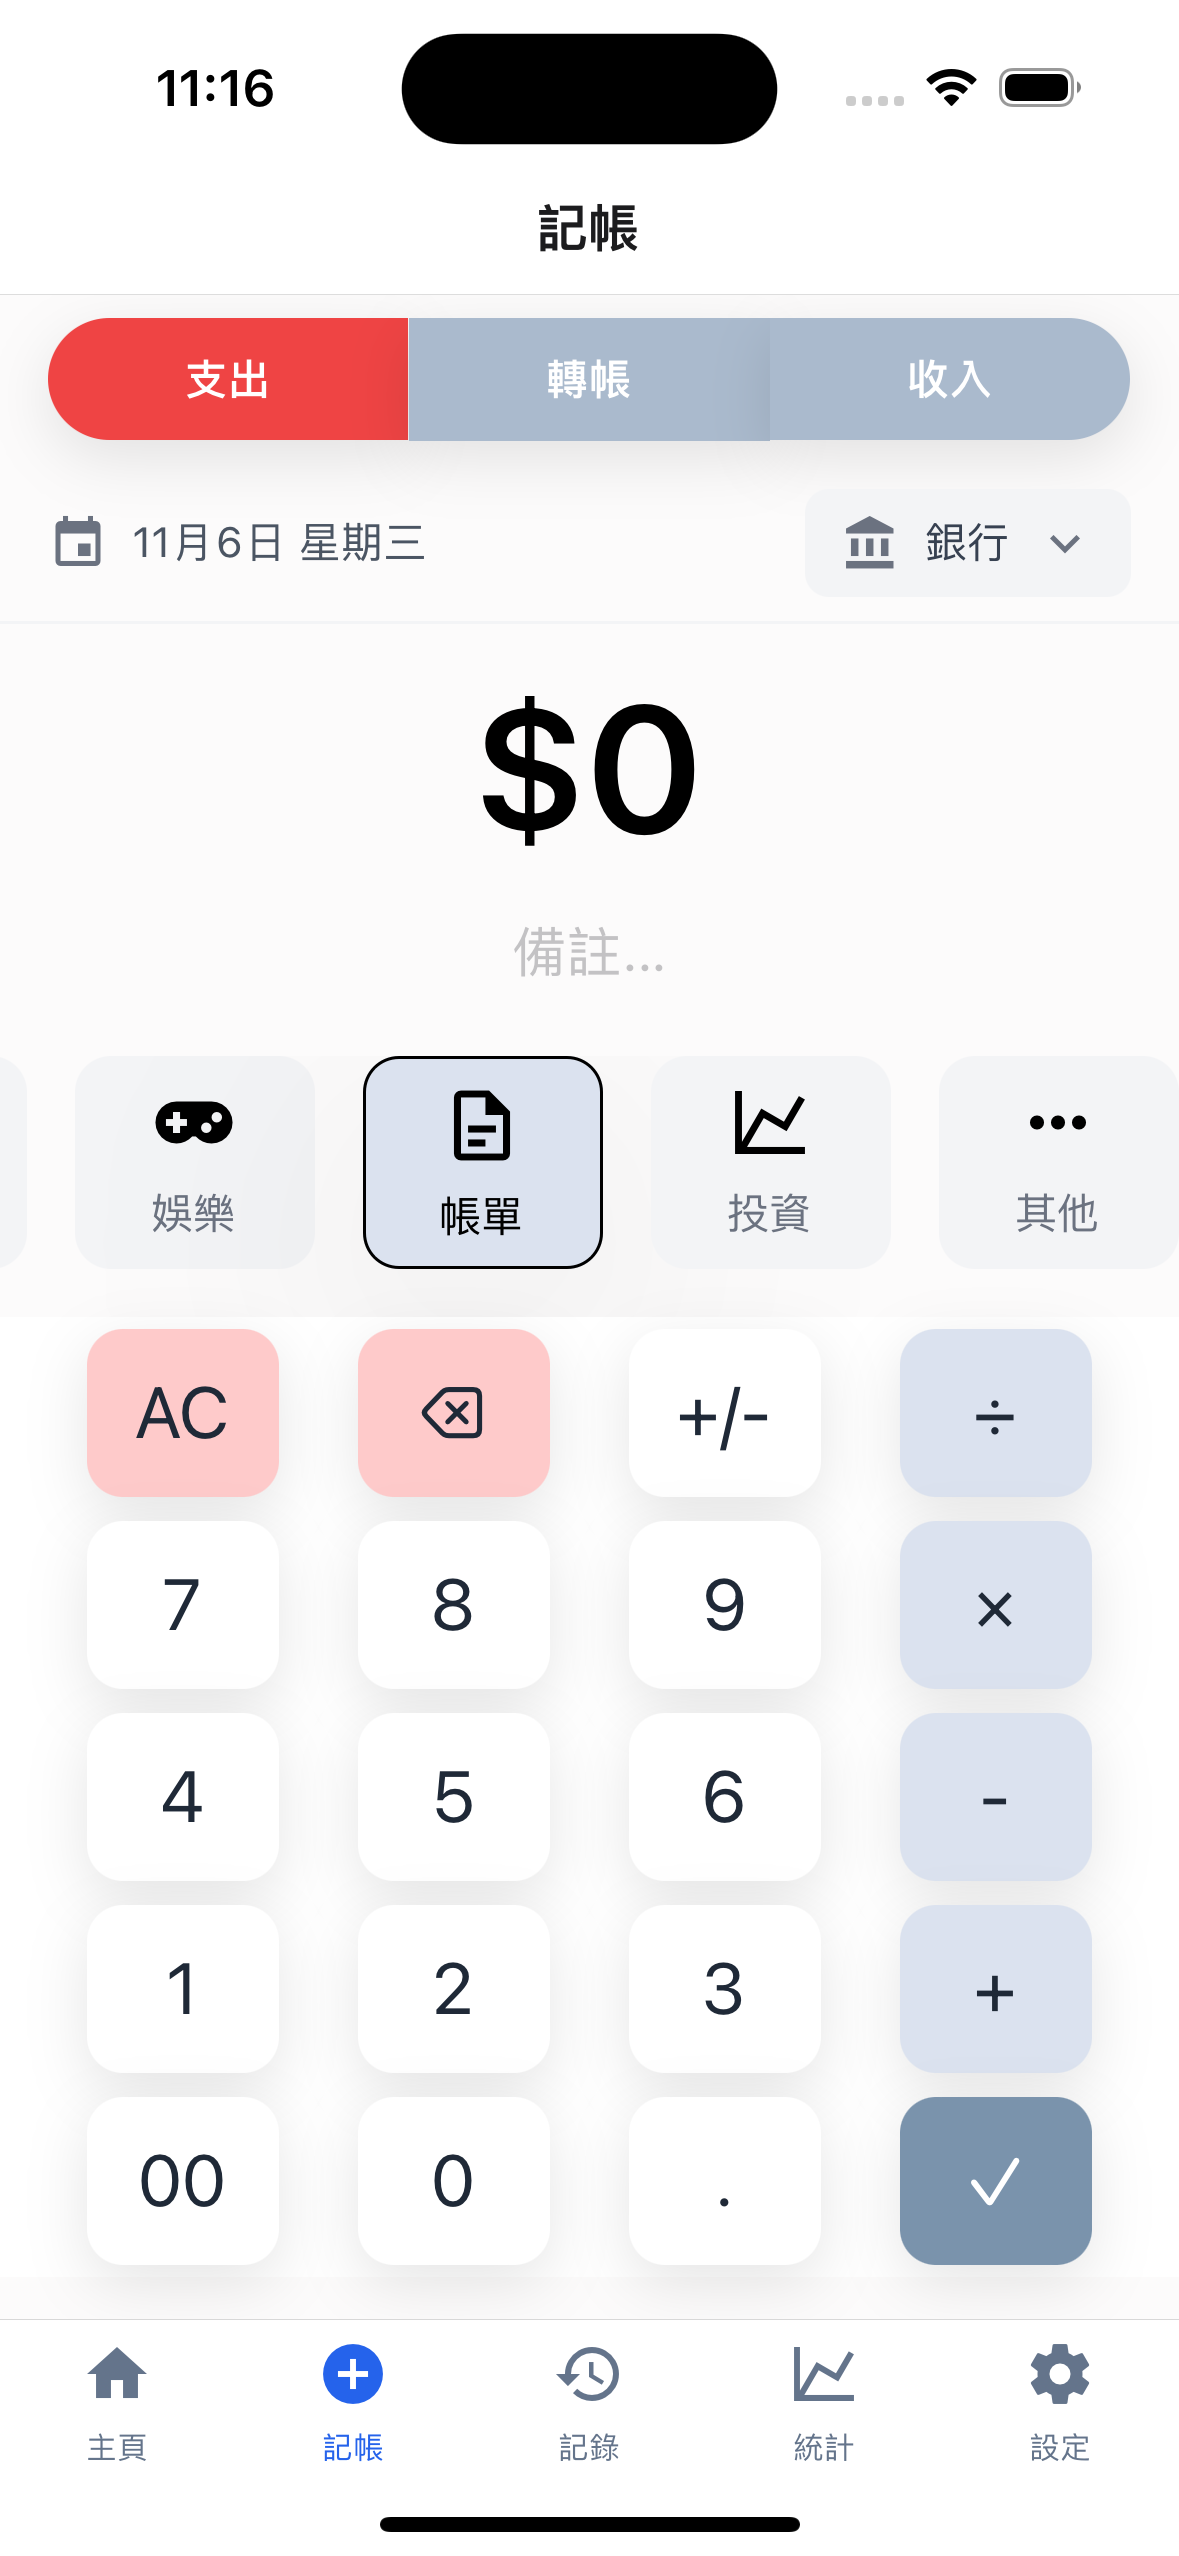 11:16
記帳
支出 轉帳 收入
11月6日 星期三 銀行
$0
備註...
娛樂 帳單 投資 其他
AC +/- ÷
7 8 9 ×
4 5 6 -
1 2 3 +
00 0 .
主頁 記帳 記錄 統計 設定